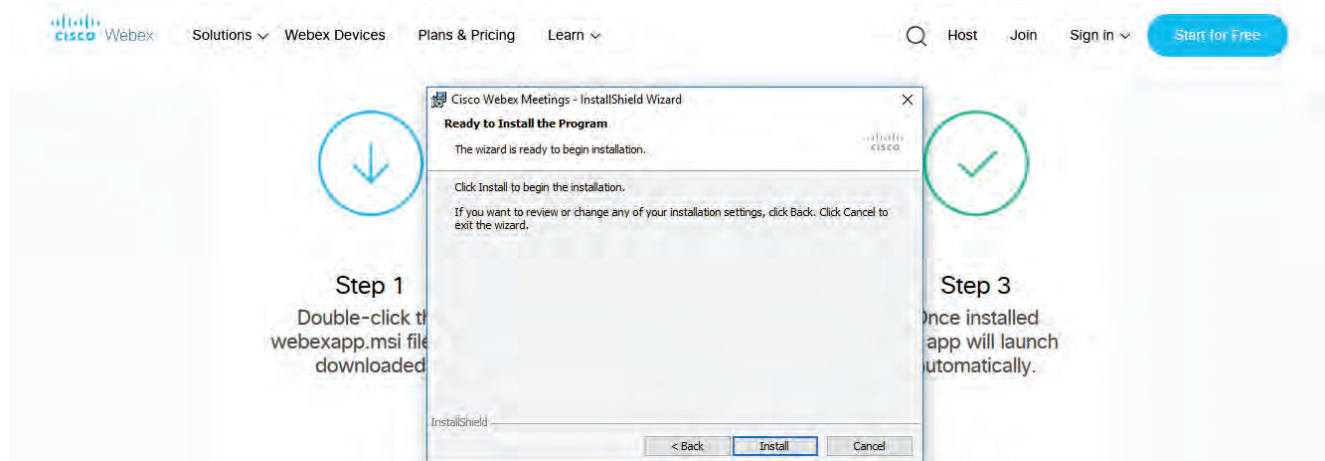 cisco Webex
Solutions Webex Devices Plans & Pricing Learn Host Join Sign in Start for Free
Cisco Webex Meetings - InstallShield Wizard
Ready to Install the Program
The wizard is ready to begin installation.
cisco
Click Install to begin the installation.
If you want to review or change any of your installation settings, click Back. Click Cancel to
exit the wizard.
Step 1
Double-click
webexapp.msi
downloaded
Step 3
installed
app will launch
automatically.
InstallShield
< Back Install Cancel